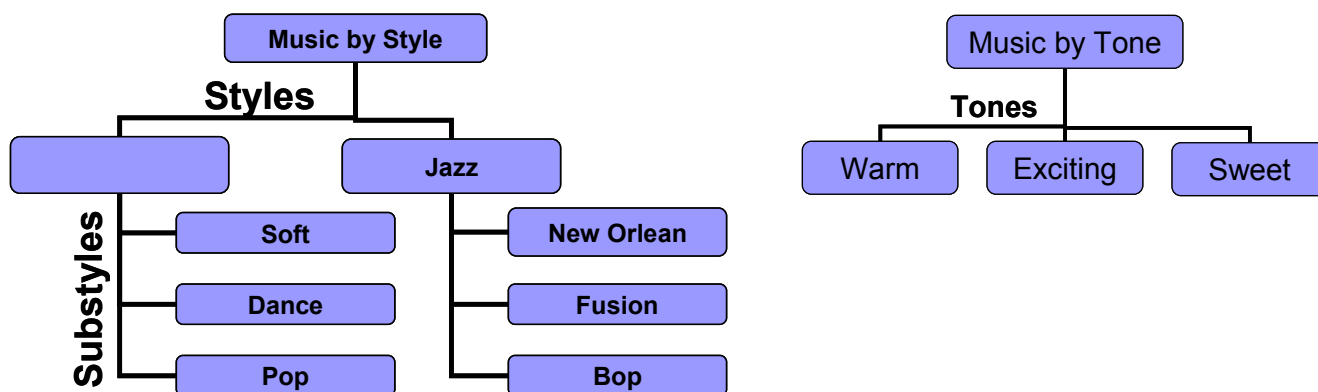 Music by Style
Styles
Jazz
Substyles
Soft
Dance
Pop
New Orlean
Fusion
Bop
Music by Tone
Tones
Warm
Exciting
Sweet